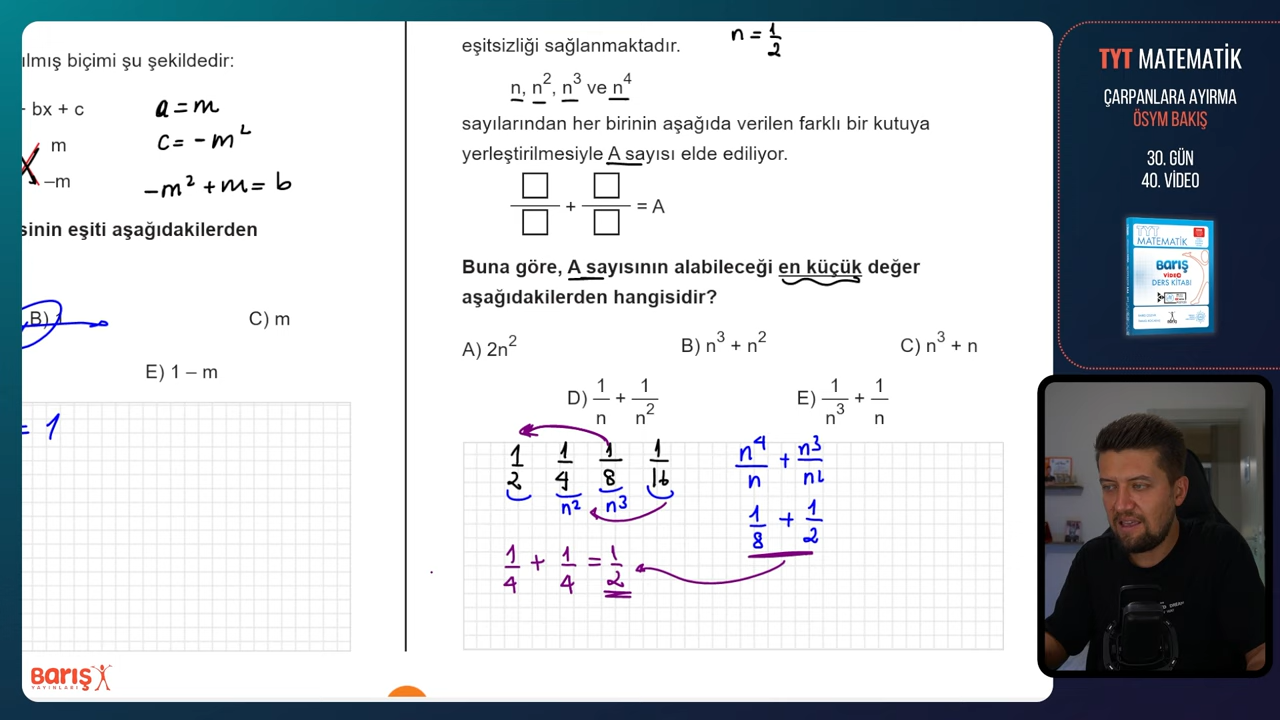 ılmış biçimi şu şekildedir:
bx + c
m
–m
a = m
c = -m²
-m² + m = b
sinin eşiti aşağıdakilerden
B) 1
C) m
E) 1 – m
= 1
BARIŞ
YAYINLARI
eşitsizliği sağlanmaktadır.
n = 1/2
n, n², n³ ve n⁴
sayılarından her birinin aşağıda verilen farklı bir kutuya
yerleştirilmesiyle A sayısı elde ediliyor.
□/□ + □/□ = A
Buna göre, A sayısının alabileceği en küçük değer
aşağıdakilerden hangisidir?
A) 2n²
B) n³ + n²
C) n³ + n
D) 1/n + 1/n²
E) 1/n³ + 1/n
1/2 1/4 1/8 1/16
n² n³
1/4 + 1/4 = 1/2
n⁴/n + n³/n²
1/8 + 1/2
TYT MATEMATİK
ÇARPANLARA AYIRMA
ÖSYM BAKIŞ
30. GÜN
40. VİDEO
TYT
MATEMATİK
BARIŞ
VİDEO
DERS KİTABI